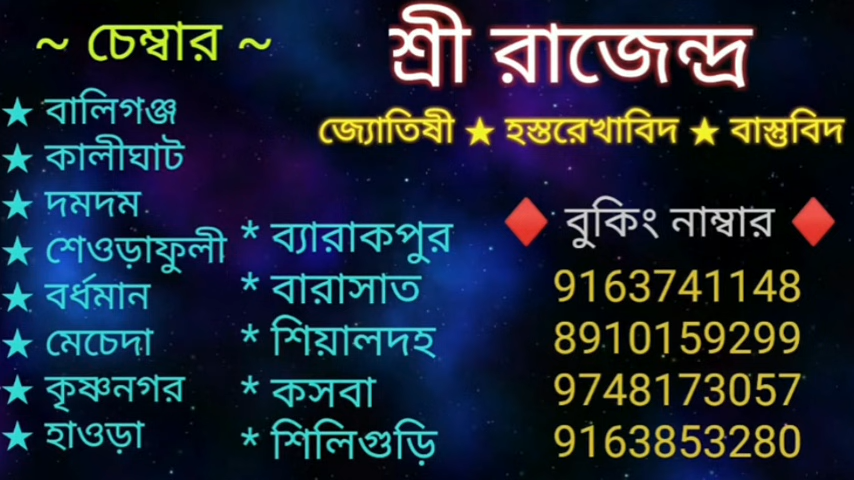 ~ চেম্বার ~
★ বালিগঞ্জ
★ কালীঘাট
★ দমদম
★ শেওড়াফুলী
★ বর্ধমান
★ মেচেদা
★ কৃষ্ণনগর
★ হাওড়া
* ব্যারাকপুর
* বারাসাত
* শিয়ালদহ
* কসবা
* শিলিগুড়ি
শ্রী রাজেন্দ্র
জ্যোতিষী ★ হস্তরেখাবিদ ★ বাস্তুবিদ
♦ বুকিং নাম্বার ♦
9163741148
8910159299
9748173057
9163853280